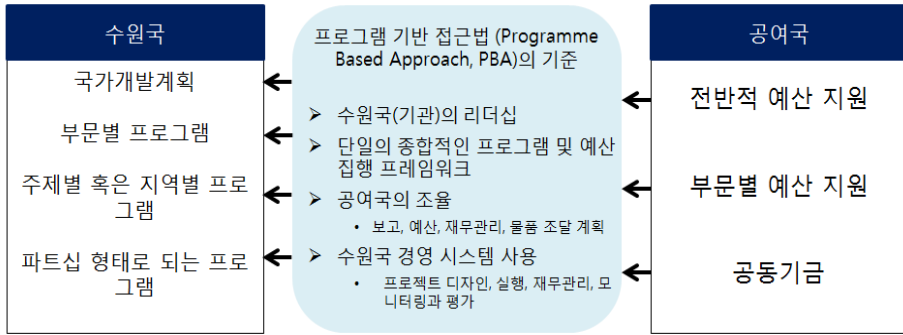 수원국
국가개발계획
부문별 프로그램
주제별 혹은 지역별 프로
그램
파트십 형태로 되는 프로
그램
프로그램 기반 접근법 (Programme
Based Approach, PBA)의 기준
➢ 수원국(기관)의 리더십
➢ 단일의 종합적인 프로그램 및 예산
집행 프레임워크
➢ 공여국의 조율
• 보고, 예산, 재무관리, 물품 조달 계획
➢ 수원국 경영 시스템 사용
• 프로젝트 디자인, 실행, 재무관리, 모
니터링과 평가
공여국
전반적 예산 지원
부문별 예산 지원
공동기금